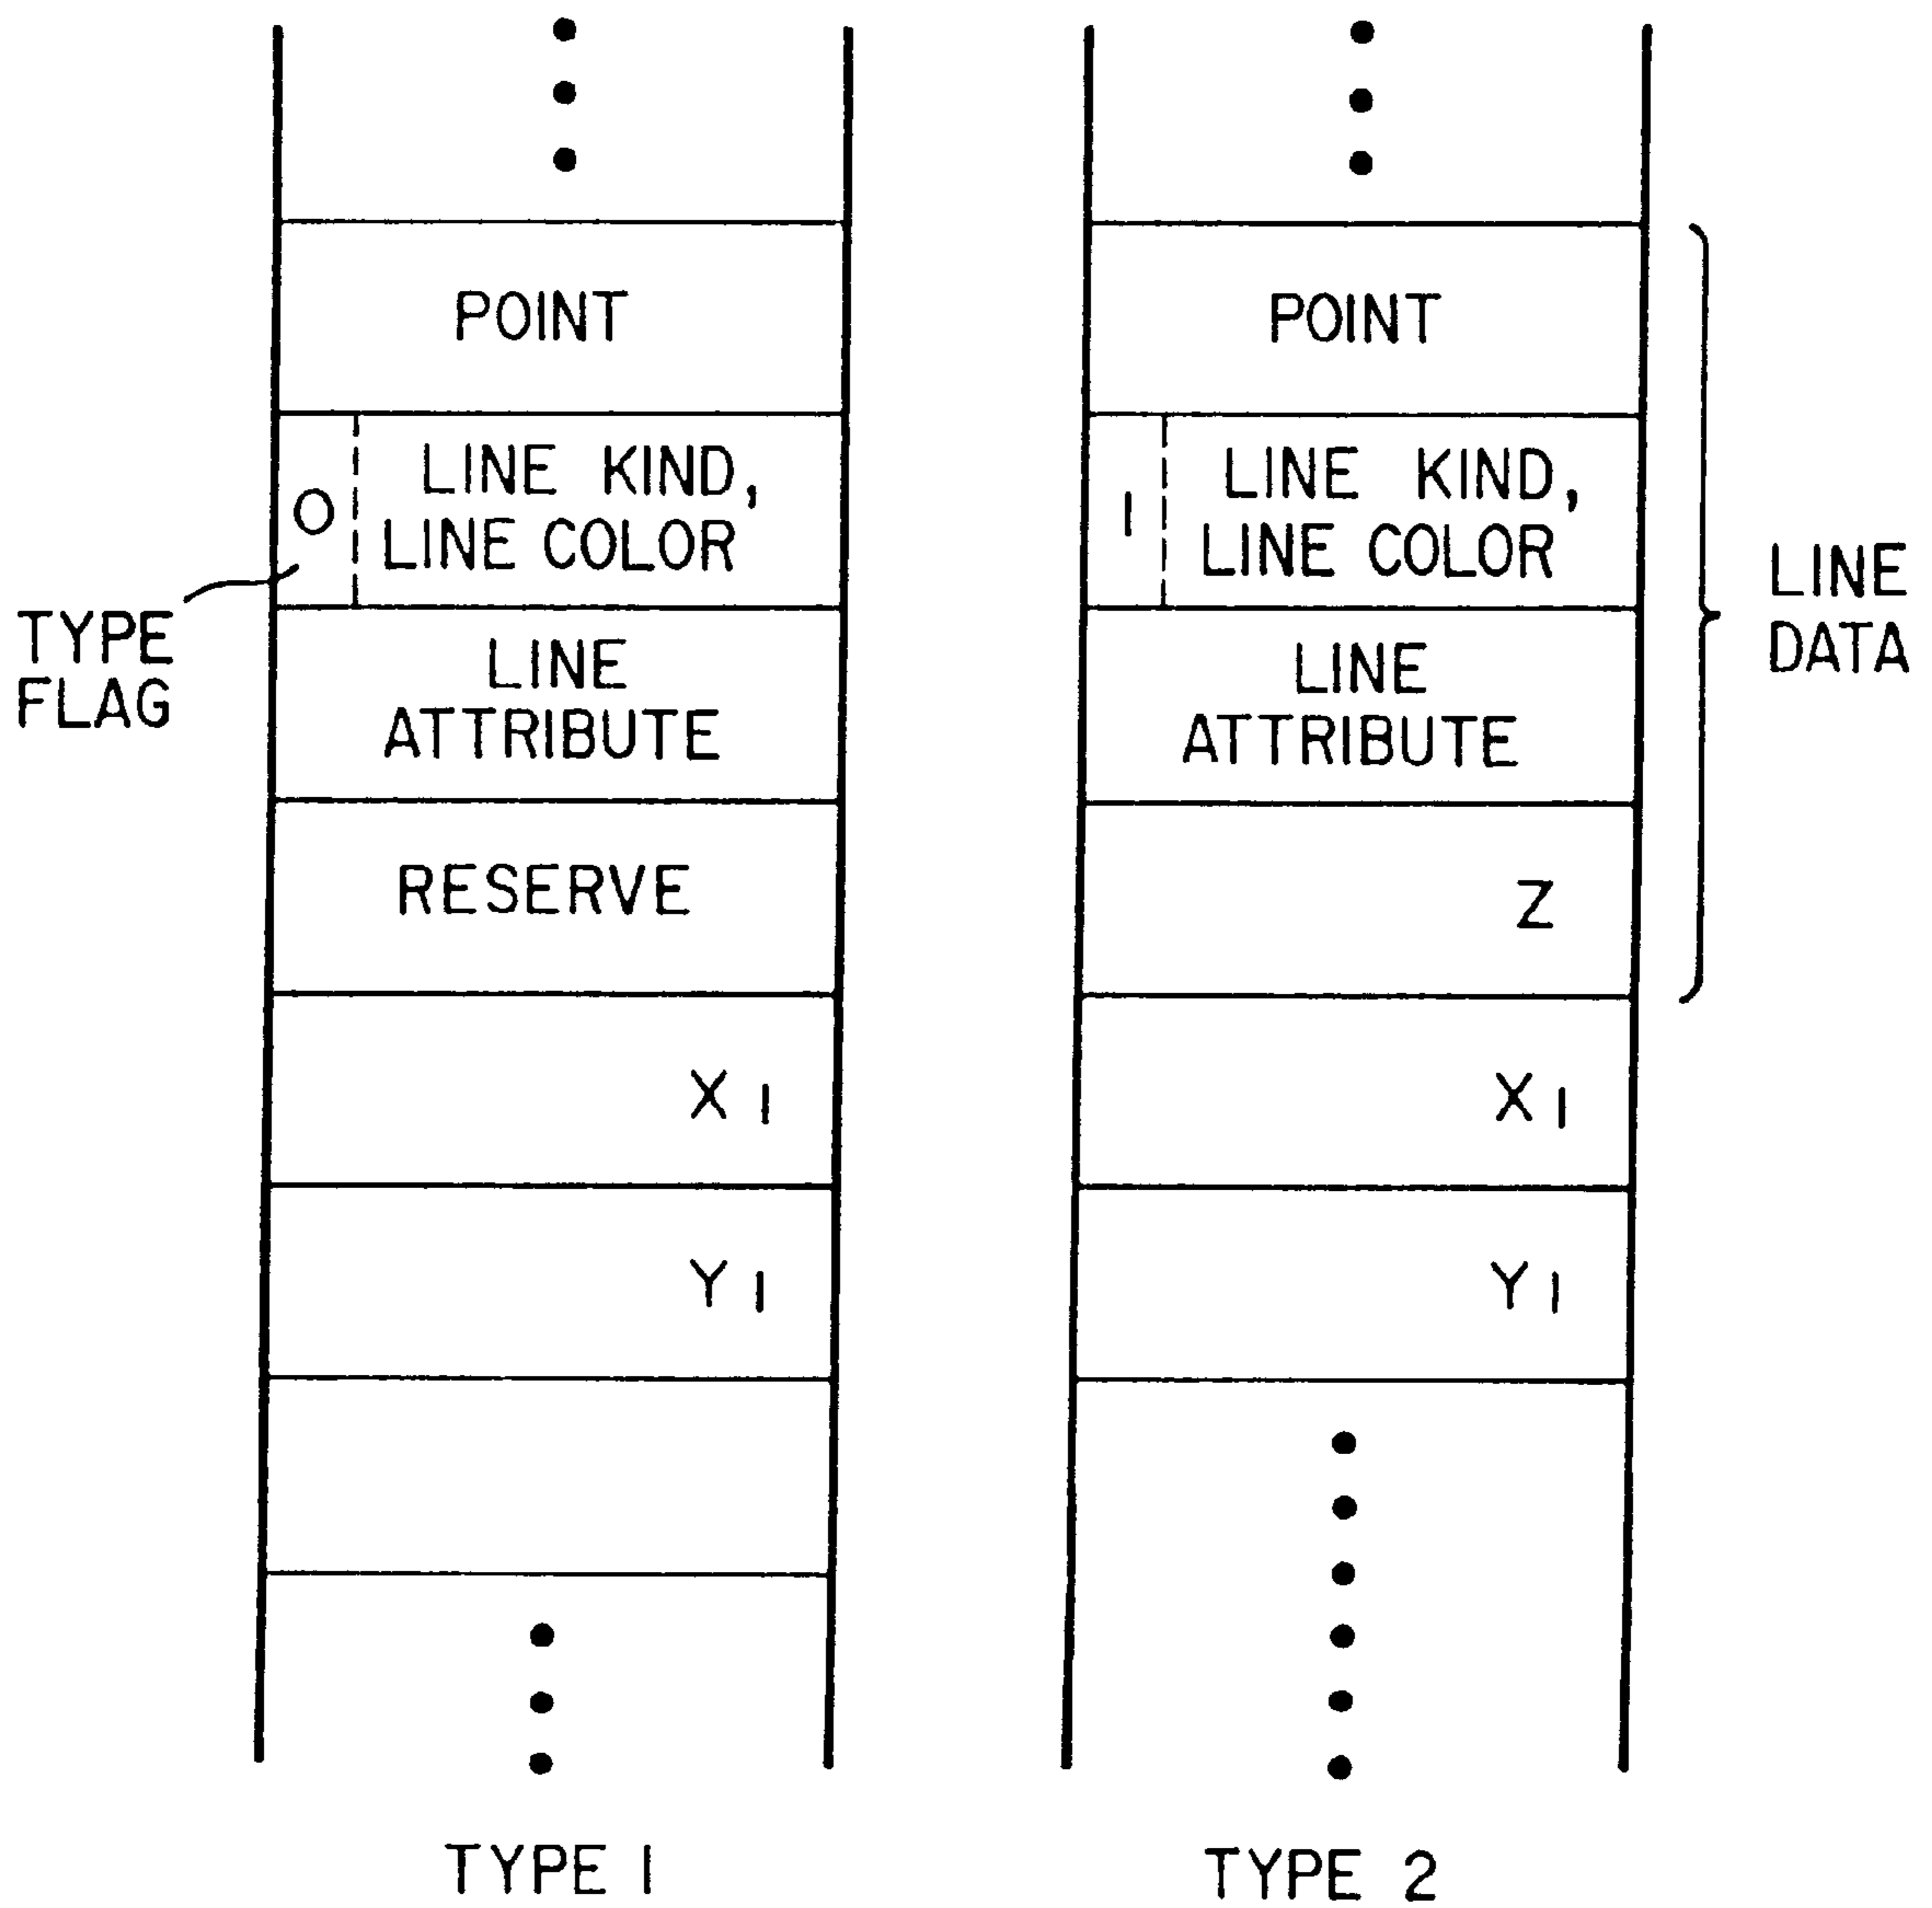 POINT
O
LINE KIND,
LINE COLOR
TYPE
FLAG
LINE
ATTRIBUTE
RESERVE
X1
Y1
TYPE 1
POINT
1
LINE KIND,
LINE COLOR
LINE
ATTRIBUTE
Z
X1
Y1
LINE
DATA
TYPE 2